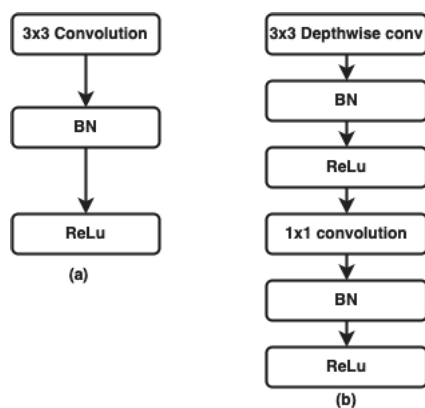 3x3 Convolution
BN
ReLu
(a)
3x3 Depthwise conv
BN
ReLu
1x1 convolution
BN
ReLu
(b)